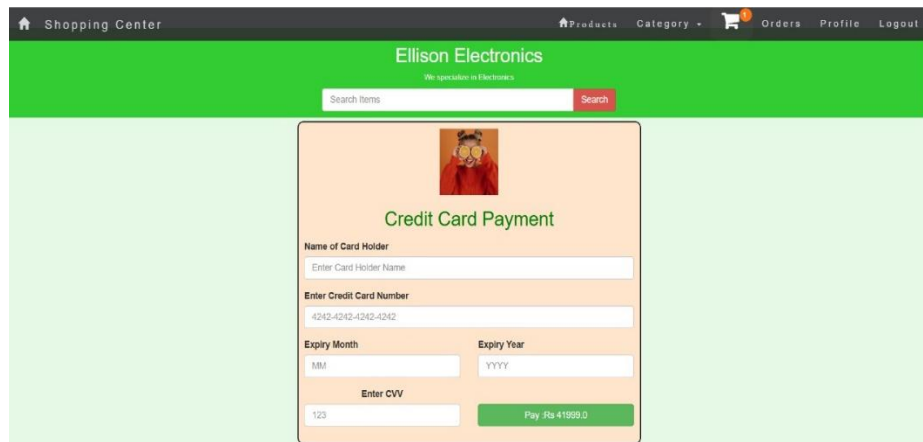 Shopping Center Products Category Orders Profile Logout
1
Ellison Electronics
We specialize in Electronics
Search Items Search
Credit Card Payment
Name of Card Holder
Enter Card Holder Name
Enter Credit Card Number
4242-4242-4242-4242
Expiry Month Expiry Year
MM YYYY
Enter CVV
123 Pay :Rs 41999.0